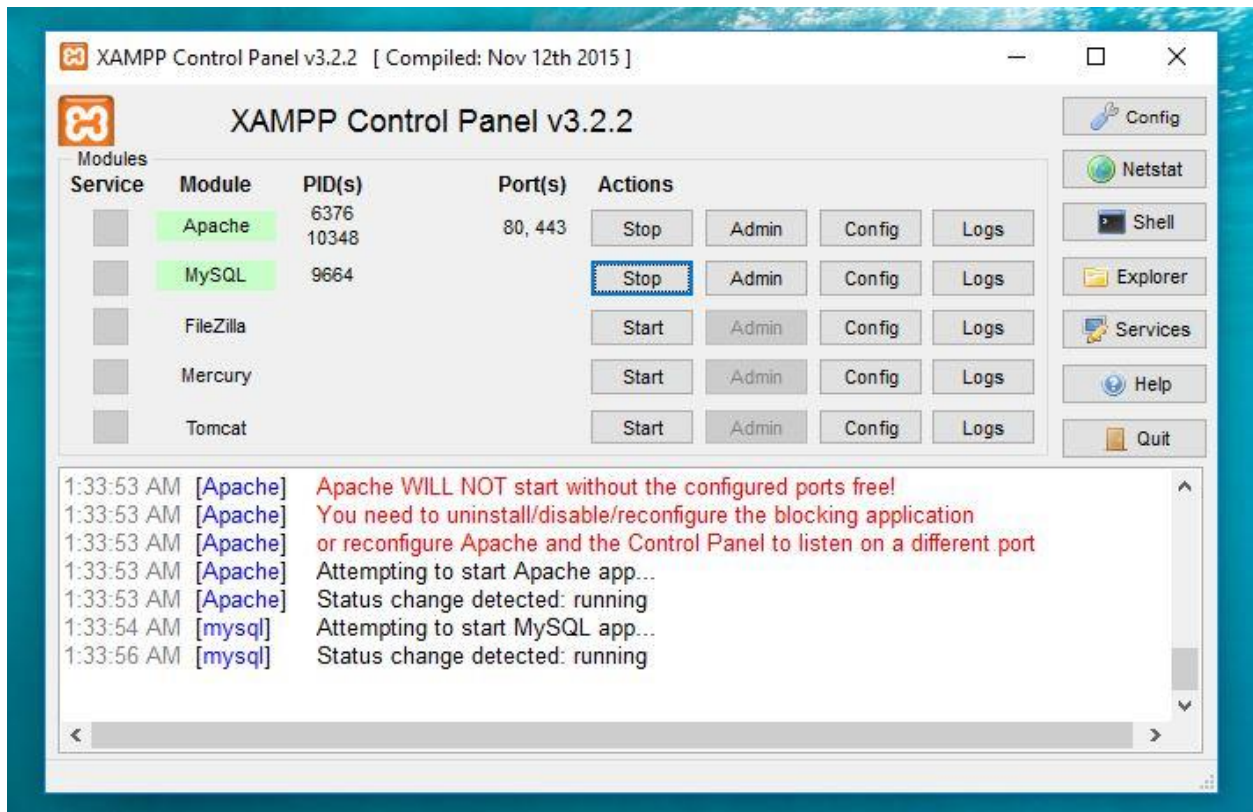 XAMPP Control Panel v3.2.2 [ Compiled: Nov 12th 2015 ]
XAMPP Control Panel v3.2.2
Config
Modules
Service Module PID(s) Port(s) Actions
Netstat
Apache 6376 10348 80, 443 Stop Admin Config Logs
Shell
MySQL 9664 Stop Admin Config Logs
Explorer
FileZilla Start Admin Config Logs
Services
Mercury Start Admin Config Logs
Help
Tomcat Start Admin Config Logs
Quit
1:33:53 AM [Apache] Apache WILL NOT start without the configured ports free!
1:33:53 AM [Apache] You need to uninstall/disable/reconfigure the blocking application
1:33:53 AM [Apache] or reconfigure Apache and the Control Panel to listen on a different port
1:33:53 AM [Apache] Attempting to start Apache app...
1:33:53 AM [Apache] Status change detected: running
1:33:54 AM [mysql] Attempting to start MySQL app...
1:33:56 AM [mysql] Status change detected: running